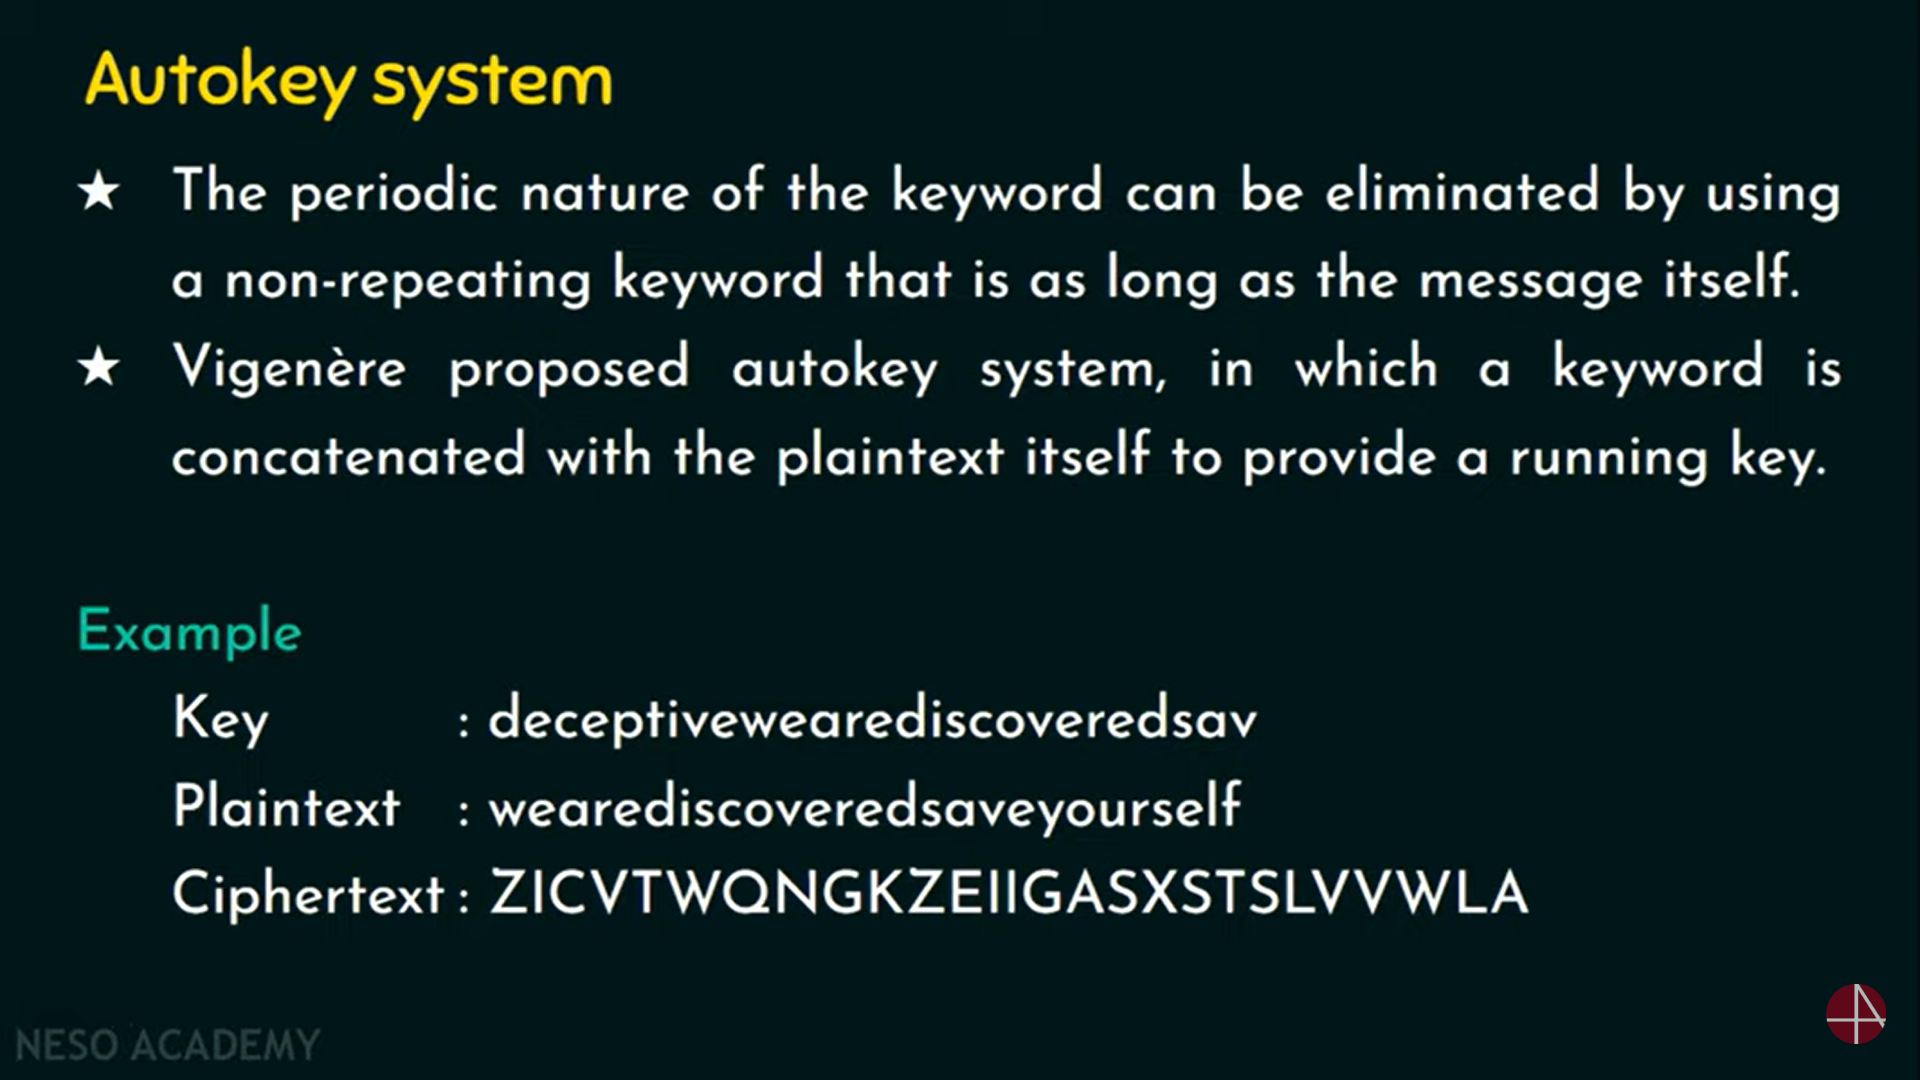 Autokey system
★ The periodic nature of the keyword can be eliminated by using
a non-repeating keyword that is as long as the message itself.
★ Vigenère proposed autokey system, in which a keyword is
concatenated with the plaintext itself to provide a running key.
Example
Key : deceptivewearediscoveredsav
Plaintext : wearediscoveredsaveyourself
Ciphertext : ZICVTWQNGKZEIIGASXSTSLVVWLA
NESO ACADEMY